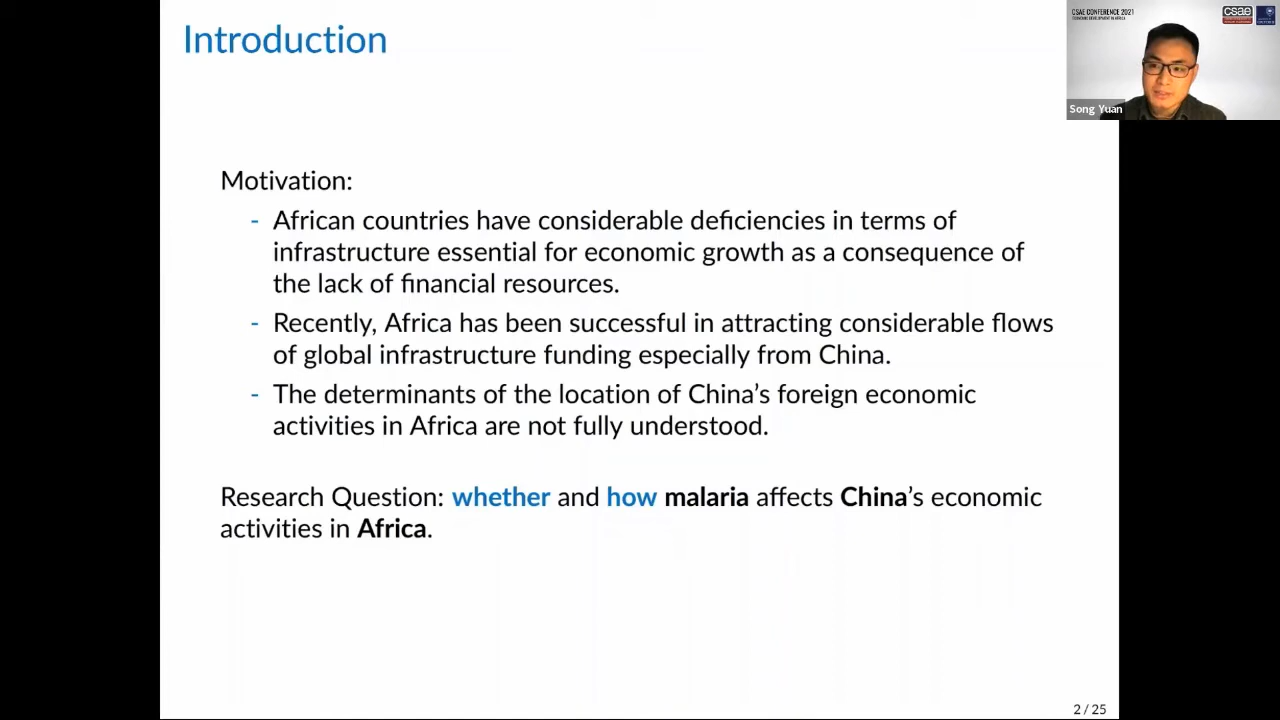 Introduction
CSAE CONFERENCE 2021
ECONOMIC DEVELOPMENT IN AFRICA
csae
Song Yuan
Motivation:
- African countries have considerable deficiencies in terms of
infrastructure essential for economic growth as a consequence of
the lack of financial resources.
- Recently, Africa has been successful in attracting considerable flows
of global infrastructure funding especially from China.
- The determinants of the location of China’s foreign economic
activities in Africa are not fully understood.
Research Question: whether and how malaria affects China’s economic
activities in Africa.
2 / 25